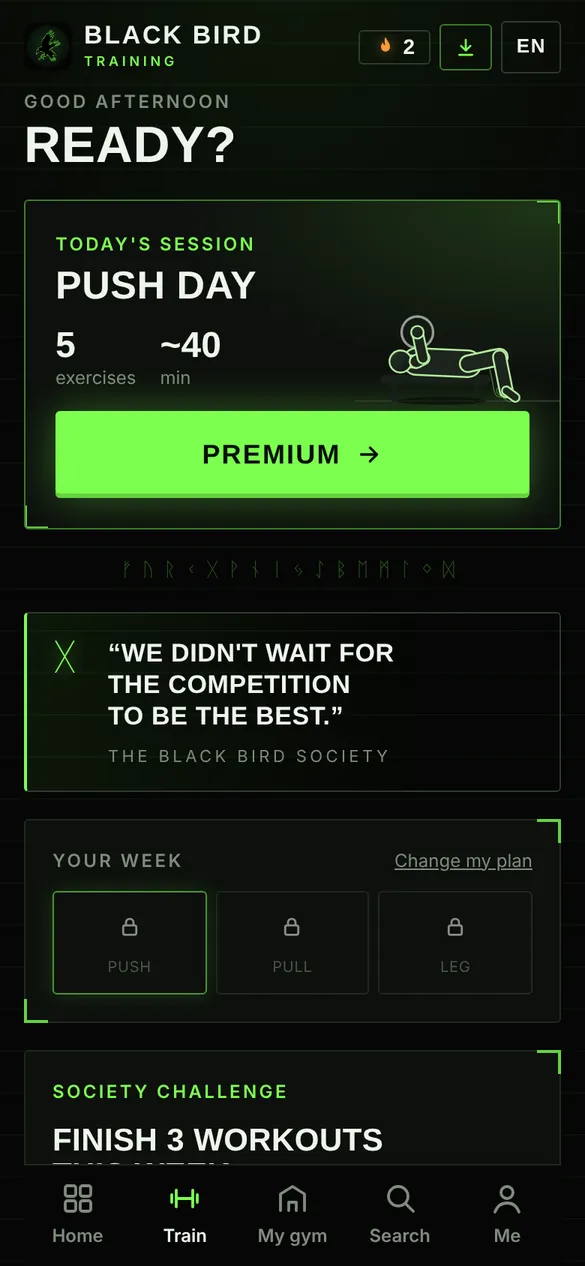 BLACK BIRD
TRAINING
2
EN
GOOD AFTERNOON
READY?
TODAY'S SESSION
PUSH DAY
5
~40
exercises
min
PREMIUM →
ᚠ ᚢ ᚱ ᚲ ᚷ ᚹ ᚾ ᛁ ᛃ ᛇ ᛒ ᛖ ᛗ ᛚ ᛜ ᛞ
ᚷ
“WE DIDN'T WAIT FOR
THE COMPETITION
TO BE THE BEST.”
THE BLACK BIRD SOCIETY
YOUR WEEK
Change my plan
PUSH
PULL
LEG
SOCIETY CHALLENGE
FINISH 3 WORKOUTS
THIS WEEK
Home
Train
My gym
Search
Me